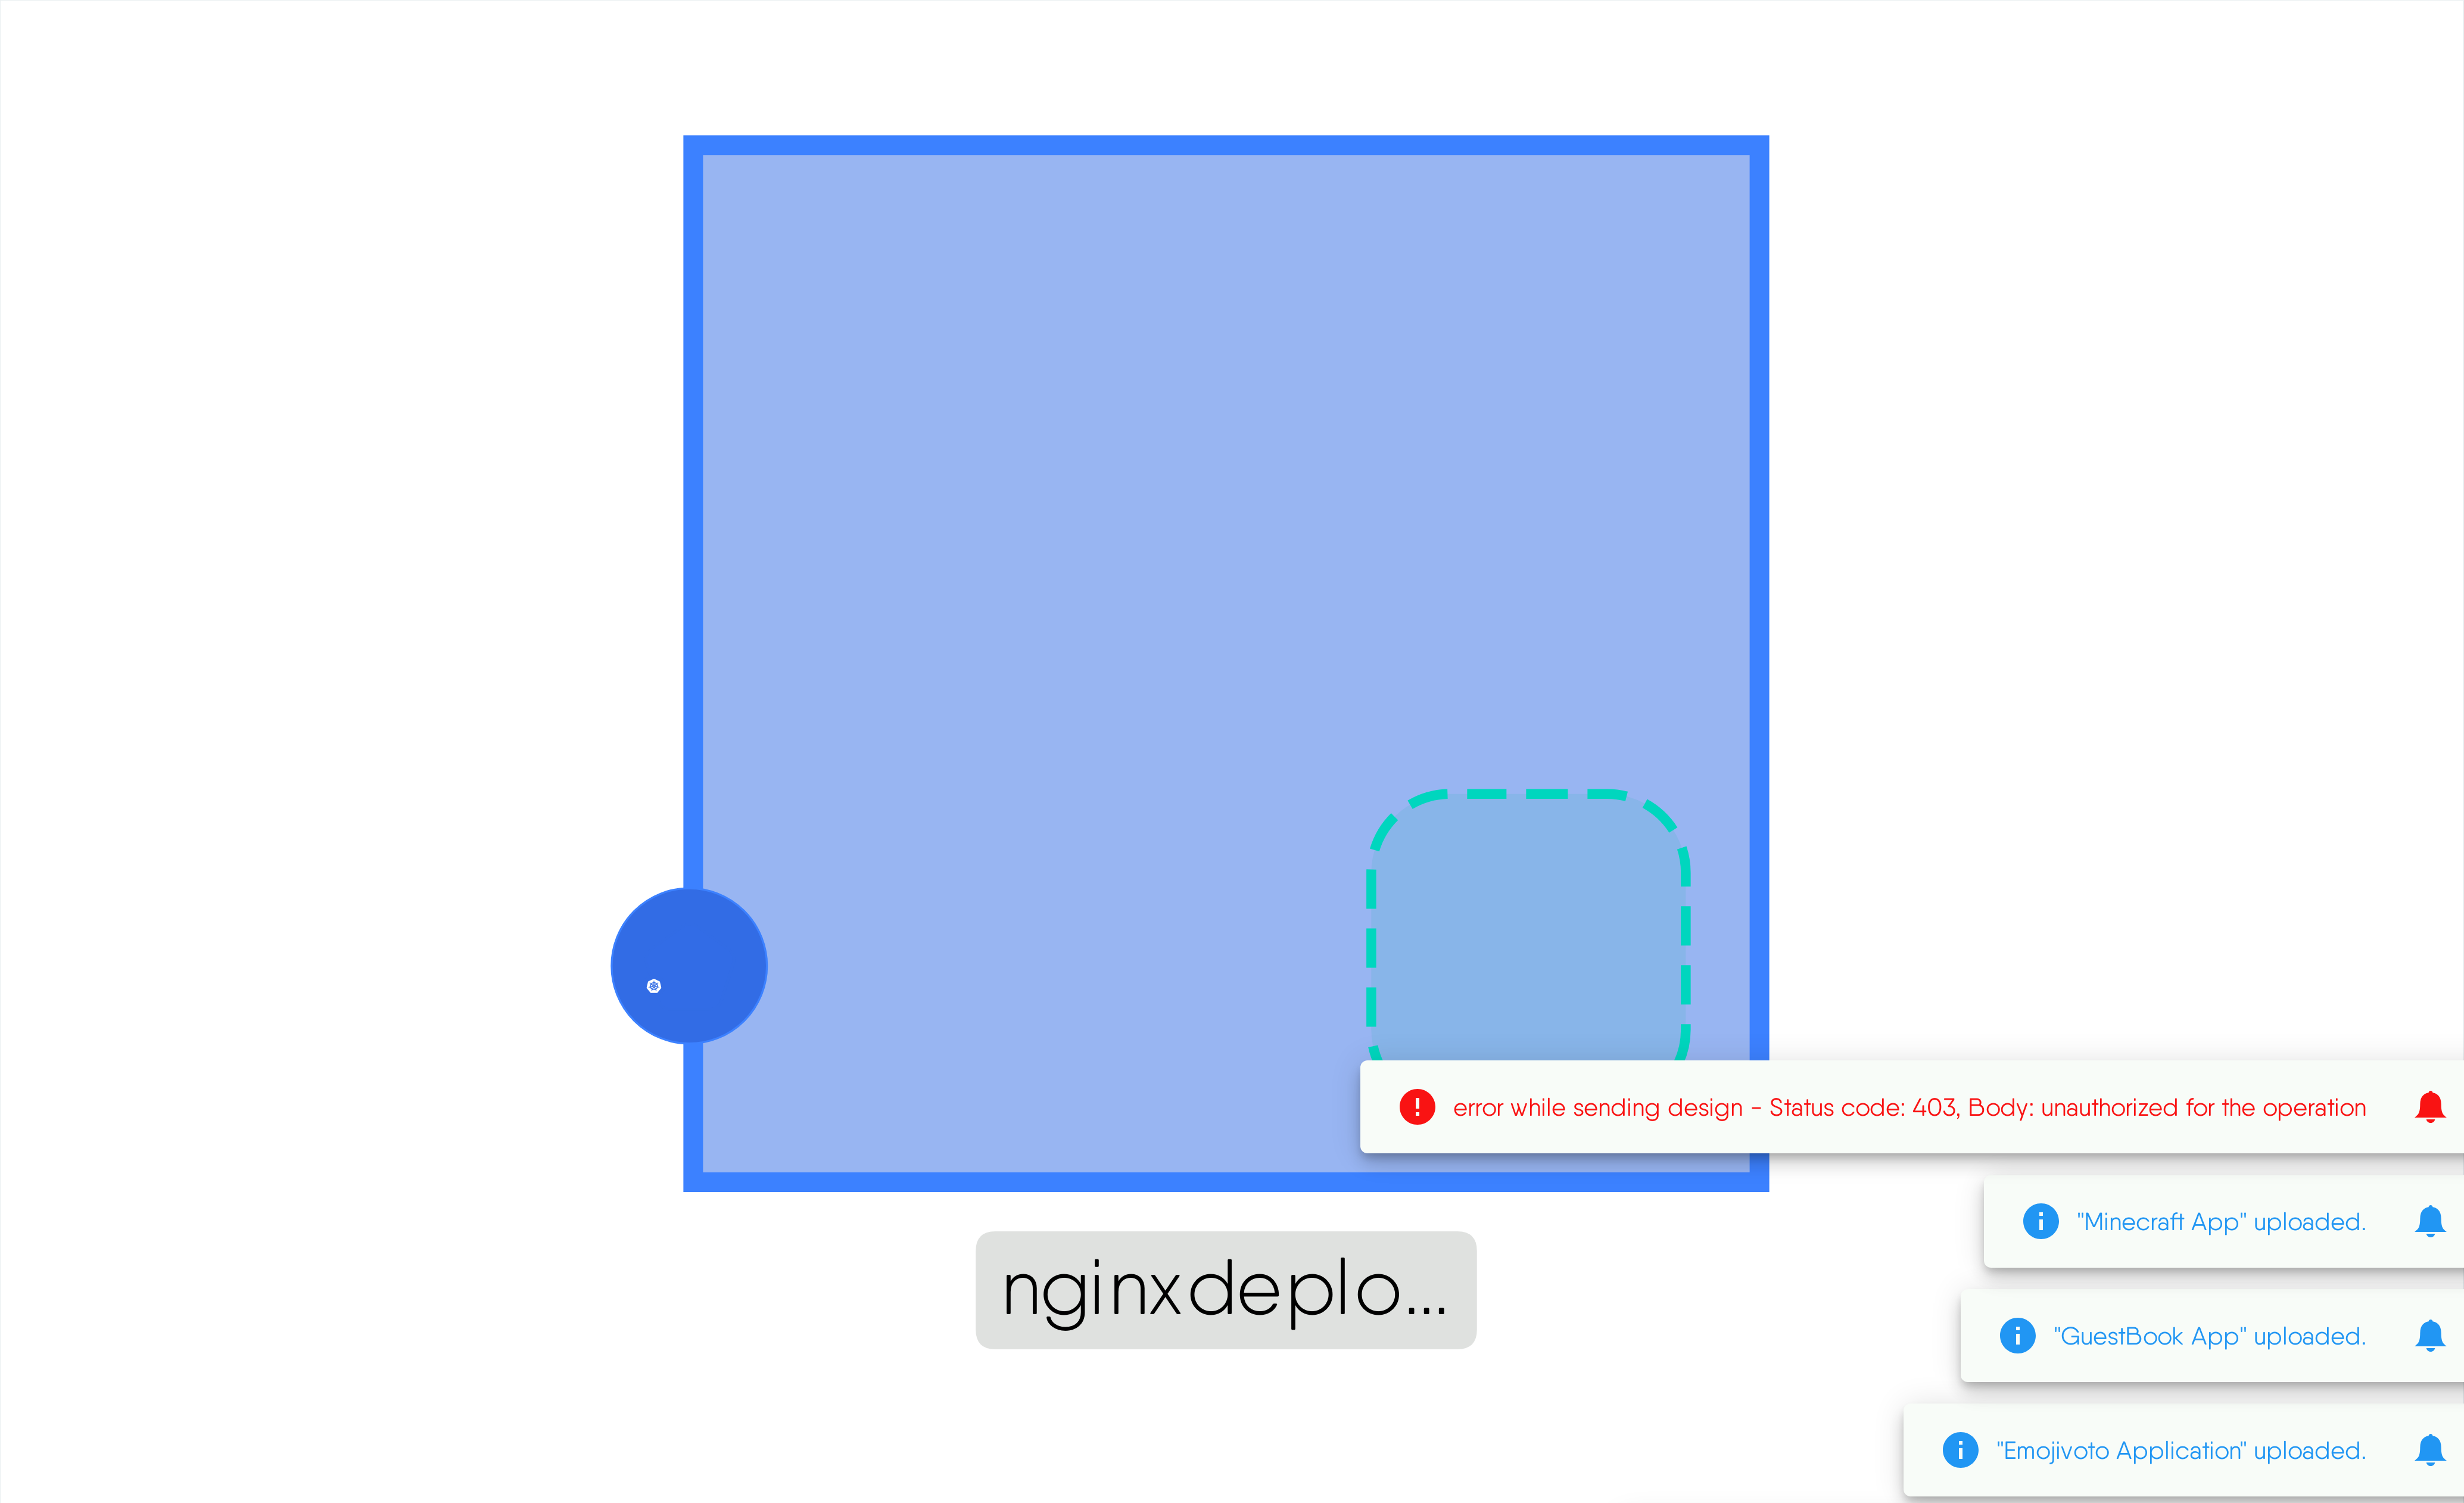 error while sending design - Status code: 403, Body: unauthorized for the operation
"Minecraft App" uploaded.
nginxdeplo...
"GuestBook App" uploaded.
"Emojivoto Application" uploaded.